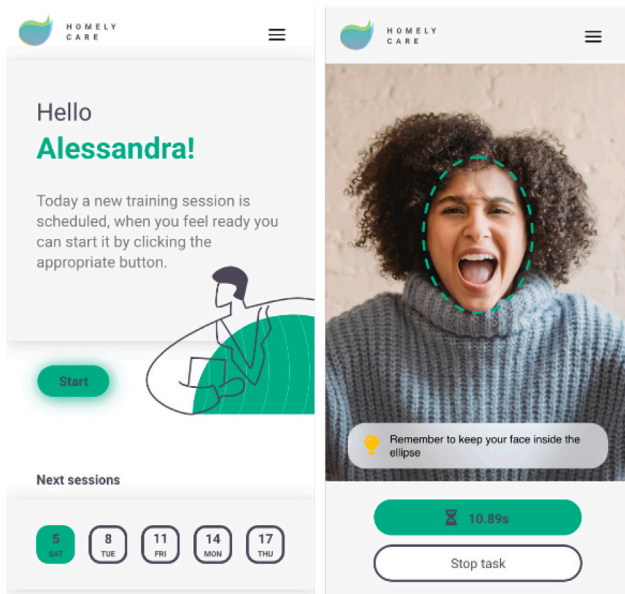 HOMELY
CARE
Hello
Alessandra!
Today a new training session is
scheduled, when you feel ready you
can start it by clicking the
appropriate button.
Start
Next sessions
5 8 11 14 17
SAT TUE FRI MON THU
HOMELY
CARE
Remember to keep your face inside the
ellipse
10.89s
Stop task